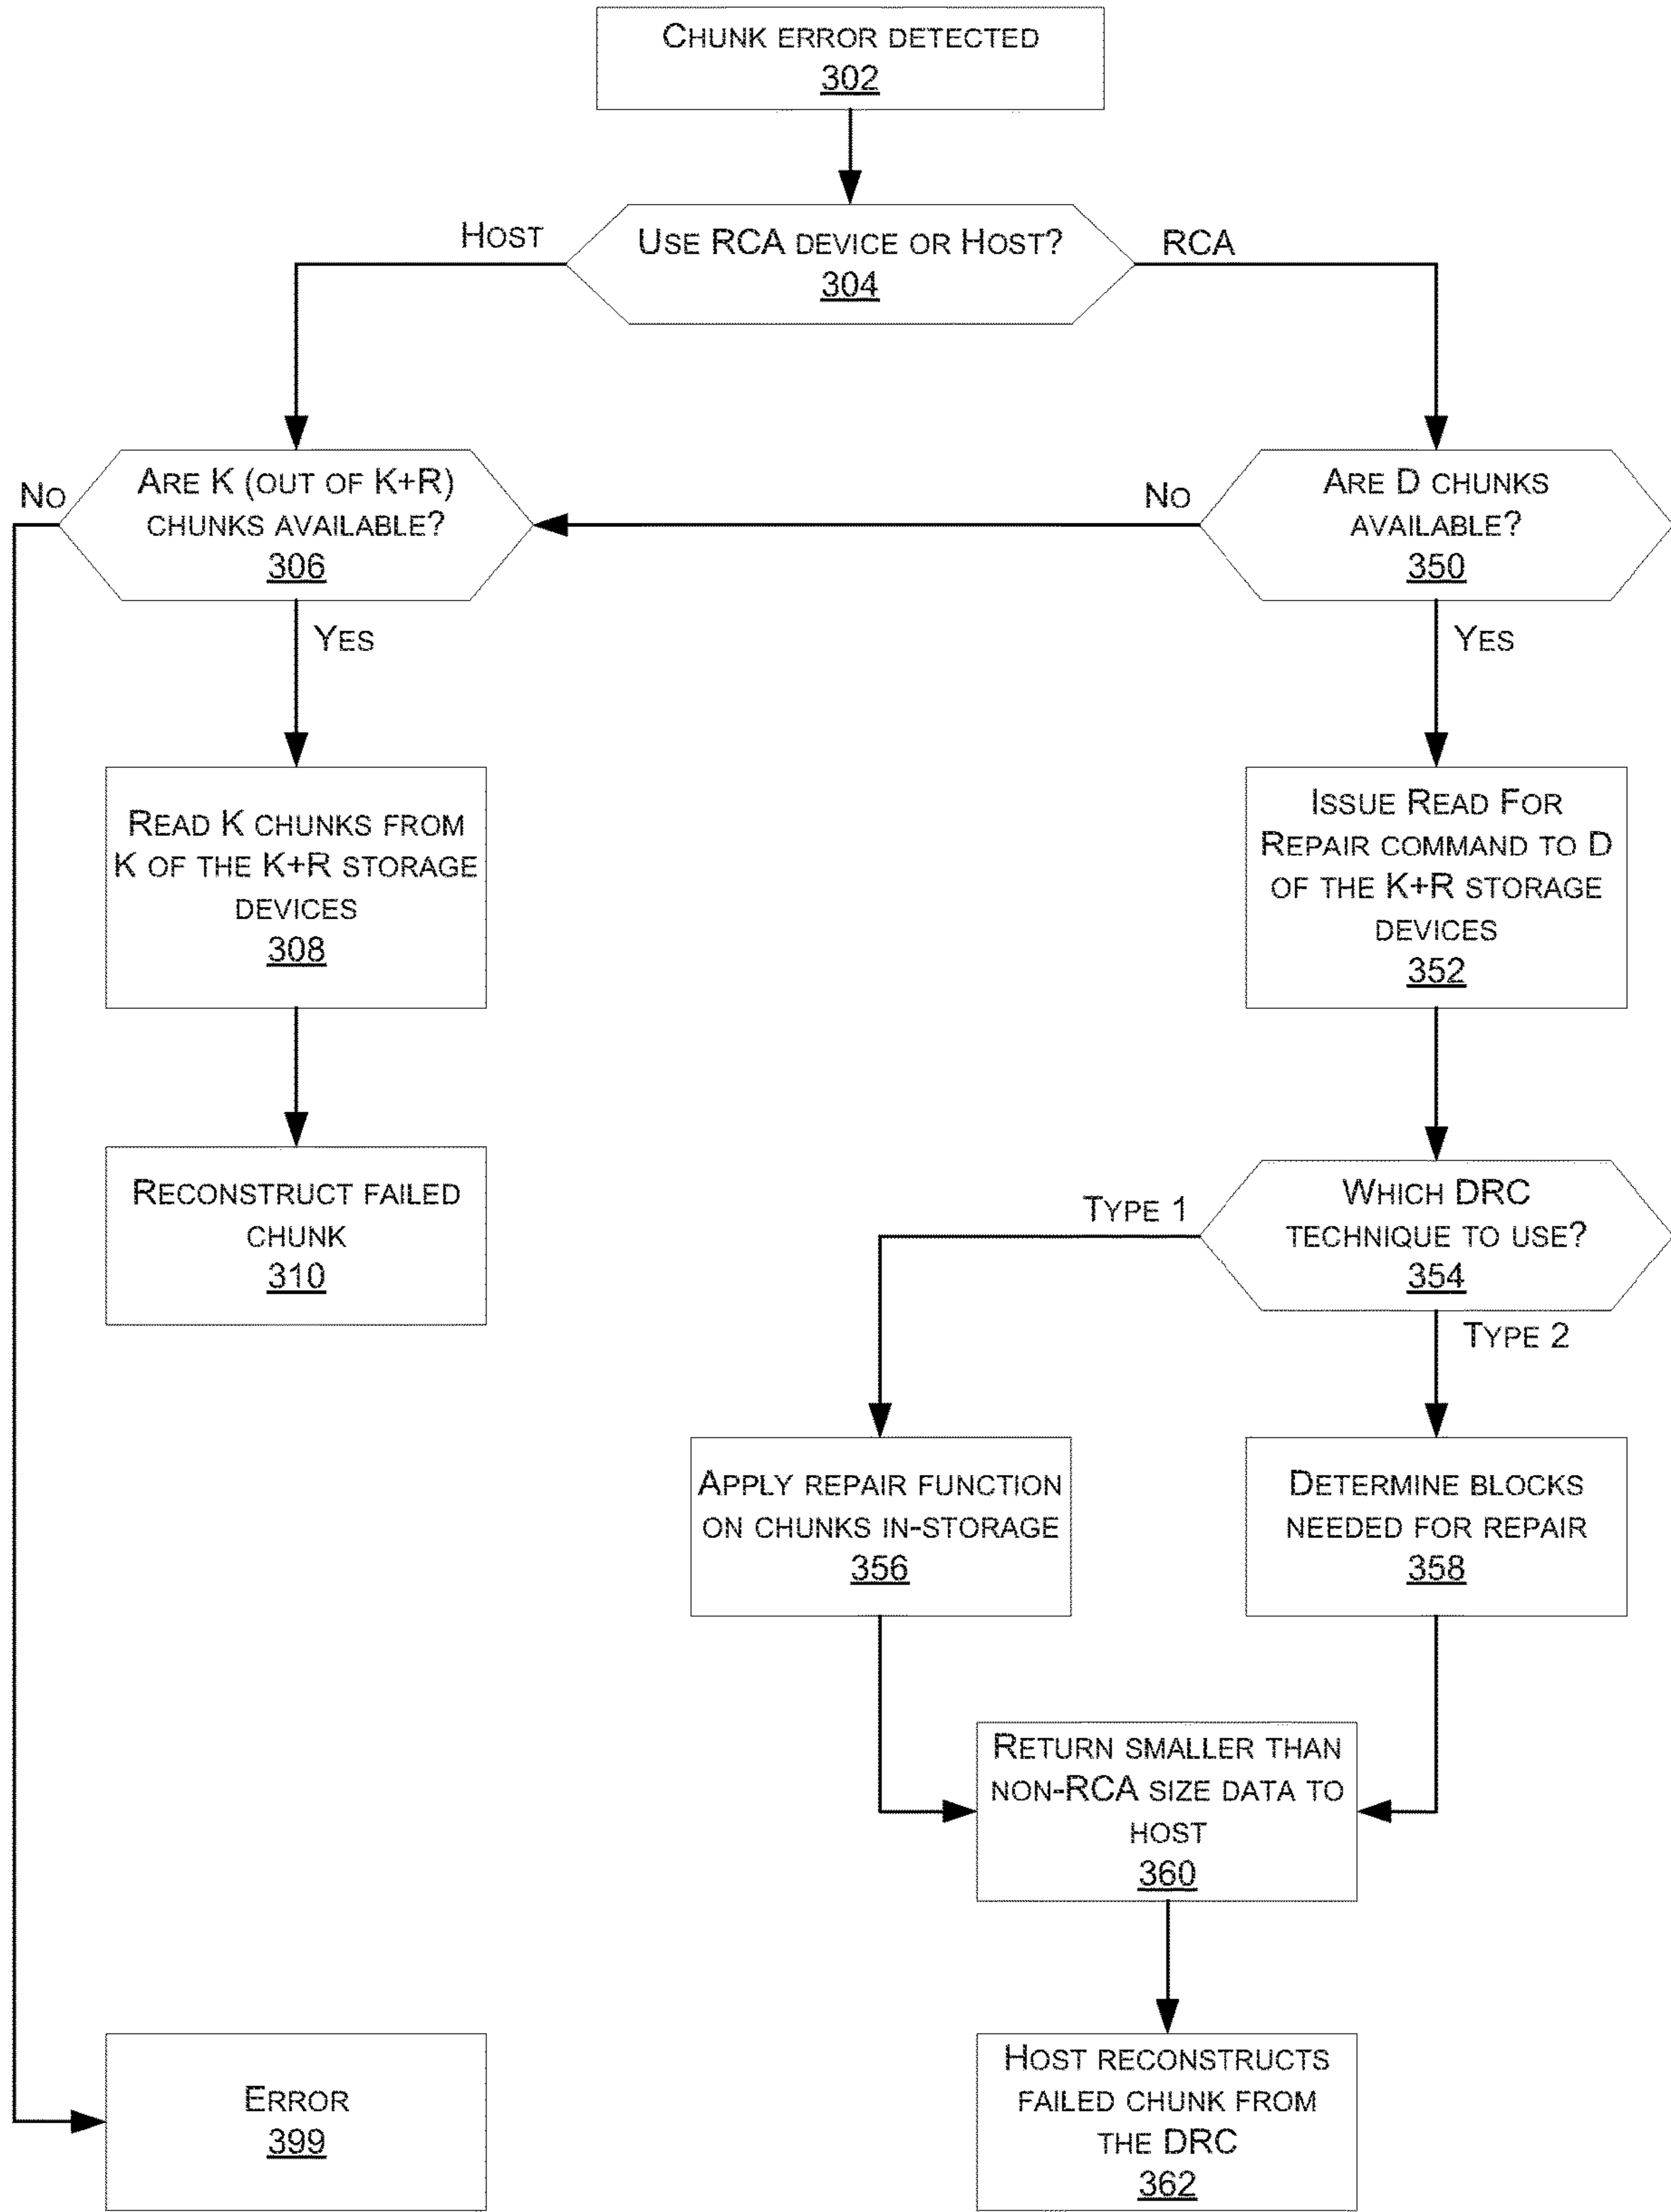 CHUNK ERROR DETECTED
302
HOST
USE RCA DEVICE OR HOST?
304
RCA
NO
ARE K (OUT OF K+R)
CHUNKS AVAILABLE?
306
YES
NO
ARE D CHUNKS
AVAILABLE?
350
YES
READ K CHUNKS FROM
K OF THE K+R STORAGE
DEVICES
308
ISSUE READ FOR
REPAIR COMMAND TO D
OF THE K+R STORAGE
DEVICES
352
RECONSTRUCT FAILED
CHUNK
310
TYPE 1
WHICH DRC
TECHNIQUE TO USE?
354
TYPE 2
APPLY REPAIR FUNCTION
ON CHUNKS IN-STORAGE
356
DETERMINE BLOCKS
NEEDED FOR REPAIR
358
RETURN SMALLER THAN
NON-RCA SIZE DATA TO
HOST
360
ERROR
399
HOST RECONSTRUCTS
FAILED CHUNK FROM
THE DRC
362